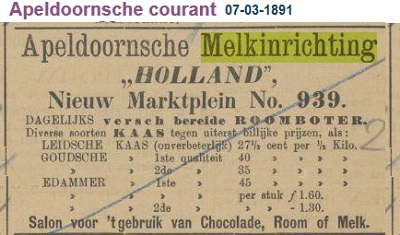 Apeldoornsche courant 07-03-1891
Apeldoornsche Melkinrichting
„HOLLAND”,
Nieuw Marktplein No. 939.
DAGELIJKS versch bereide ROOMBOTER.
Diverse soorten KAAS tegen uiterst billijke prijzen, als:
LEIDSCHE KAAS (onverbeterlijk) 27½ cent per ½ Kilo.
GOUDSCHE » 1ste qualiteit 40 » » » »
» » 2de » 35 » » » »
EDAMMER » 1ste » 45 » » » »
» » » » per stuk ƒ 1.60.
» » 2de » » » - 1.30.
Salon voor 't gebruik van Chocolade, Room of Melk.
2